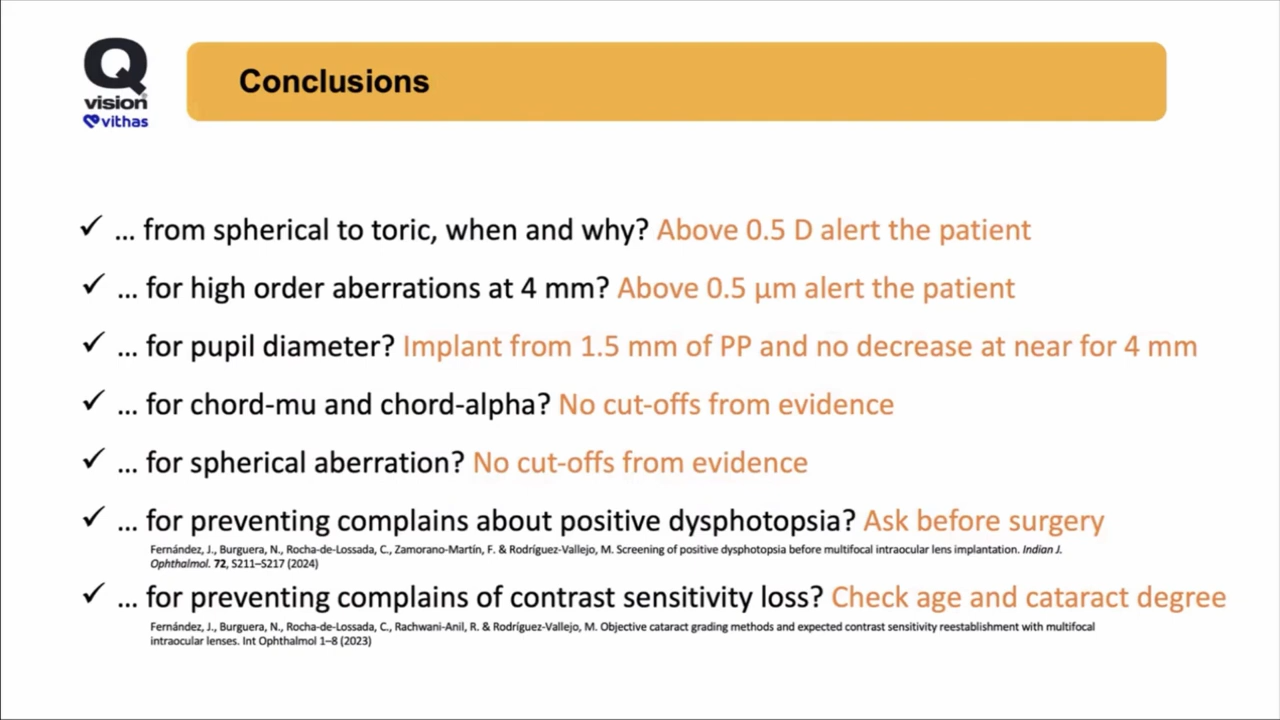 Q
vision®
vithas
Conclusions
✓ ... from spherical to toric, when and why? Above 0.5 D alert the patient
✓ ... for high order aberrations at 4 mm? Above 0.5 μm alert the patient
✓ ... for pupil diameter? Implant from 1.5 mm of PP and no decrease at near for 4 mm
✓ ... for chord-mu and chord-alpha? No cut-offs from evidence
✓ ... for spherical aberration? No cut-offs from evidence
✓ ... for preventing complains about positive dysphotopsia? Ask before surgery
Fernández, J., Burguera, N., Rocha-de-Lossada, C., Zamorano-Martín, F. & Rodríguez-Vallejo, M. Screening of positive dysphotopsia before multifocal intraocular lens implantation. Indian J.
Ophthalmol. 72, S211–S217 (2024)
✓ ... for preventing complains of contrast sensitivity loss? Check age and cataract degree
Fernández, J., Burguera, N., Rocha-de-Lossada, C., Rachwani-Anil, R. & Rodríguez-Vallejo, M. Objective cataract grading methods and expected contrast sensitivity reestablishment with multifocal
intraocular lenses. Int Ophthalmol 1–8 (2023)